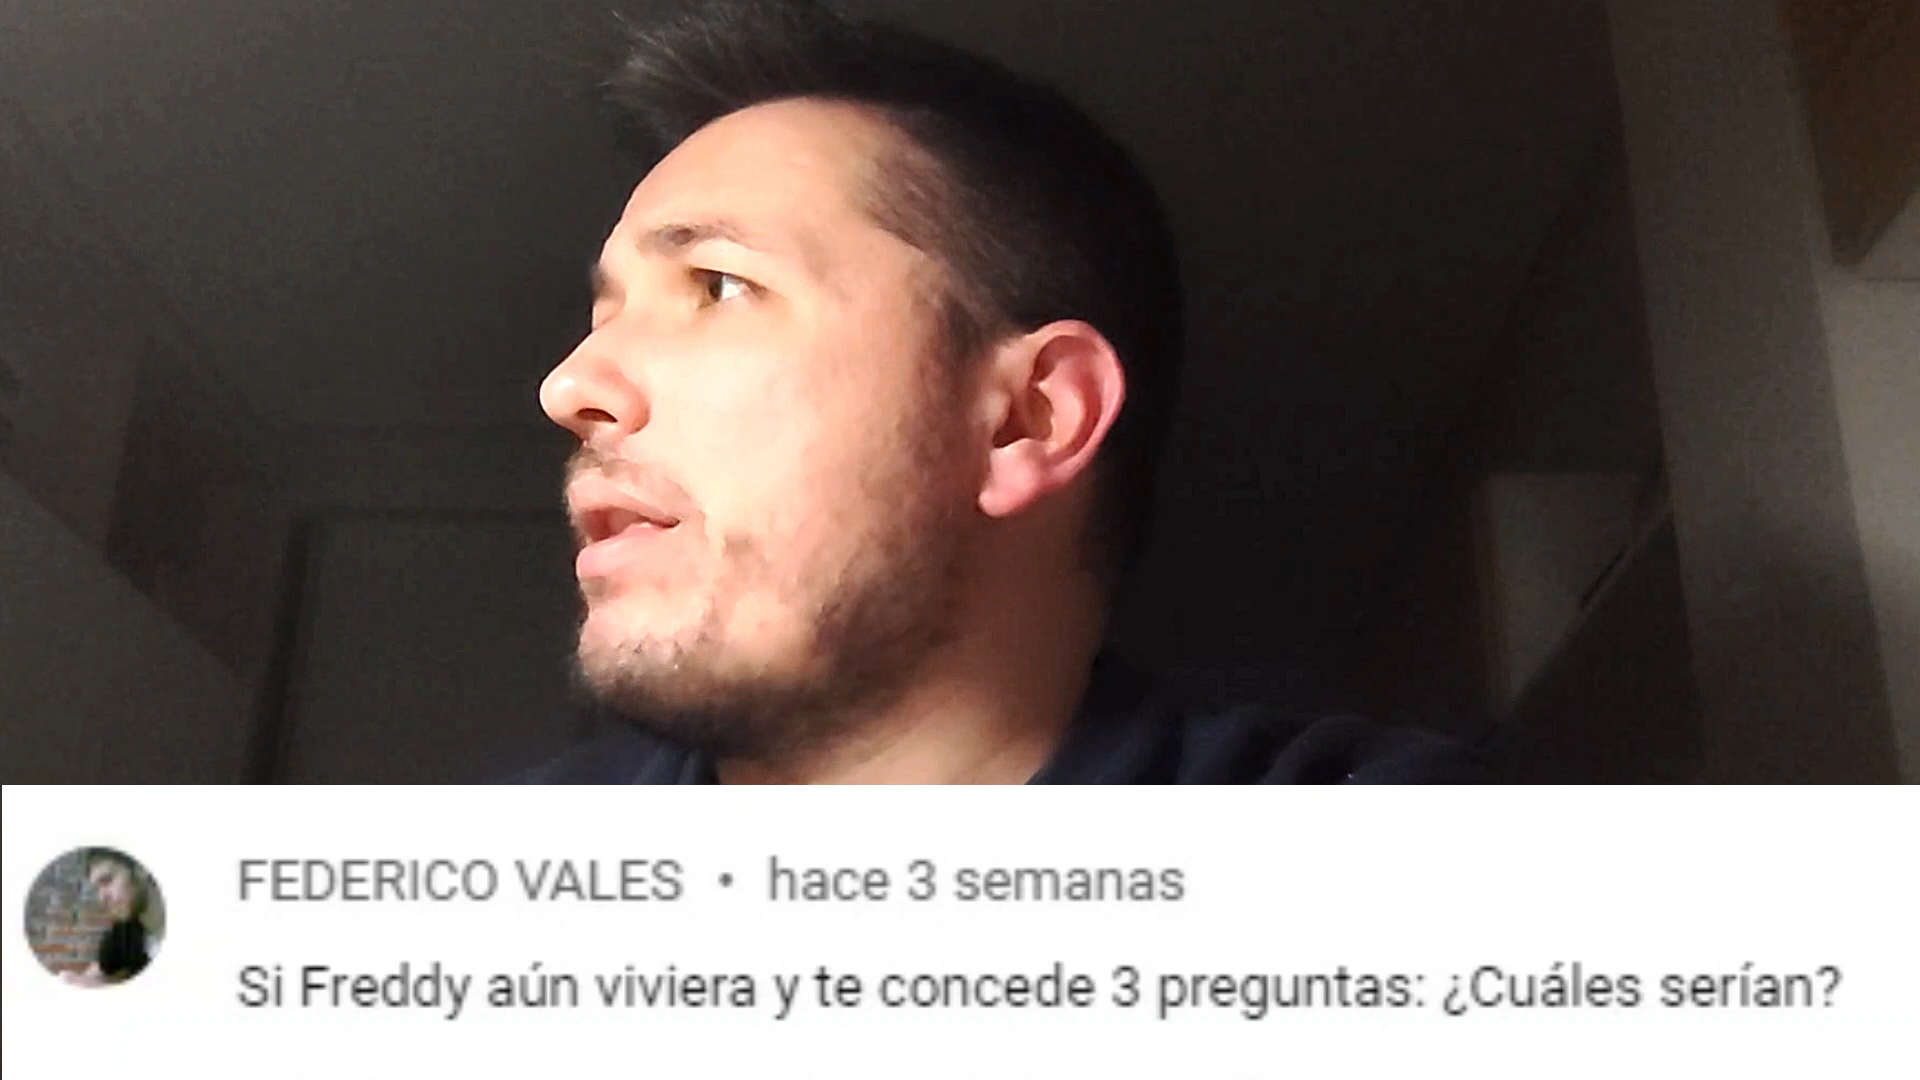 FEDERICO VALES • hace 3 semanas
Si Freddy aún viviera y te concede 3 preguntas: ¿Cuáles serían?